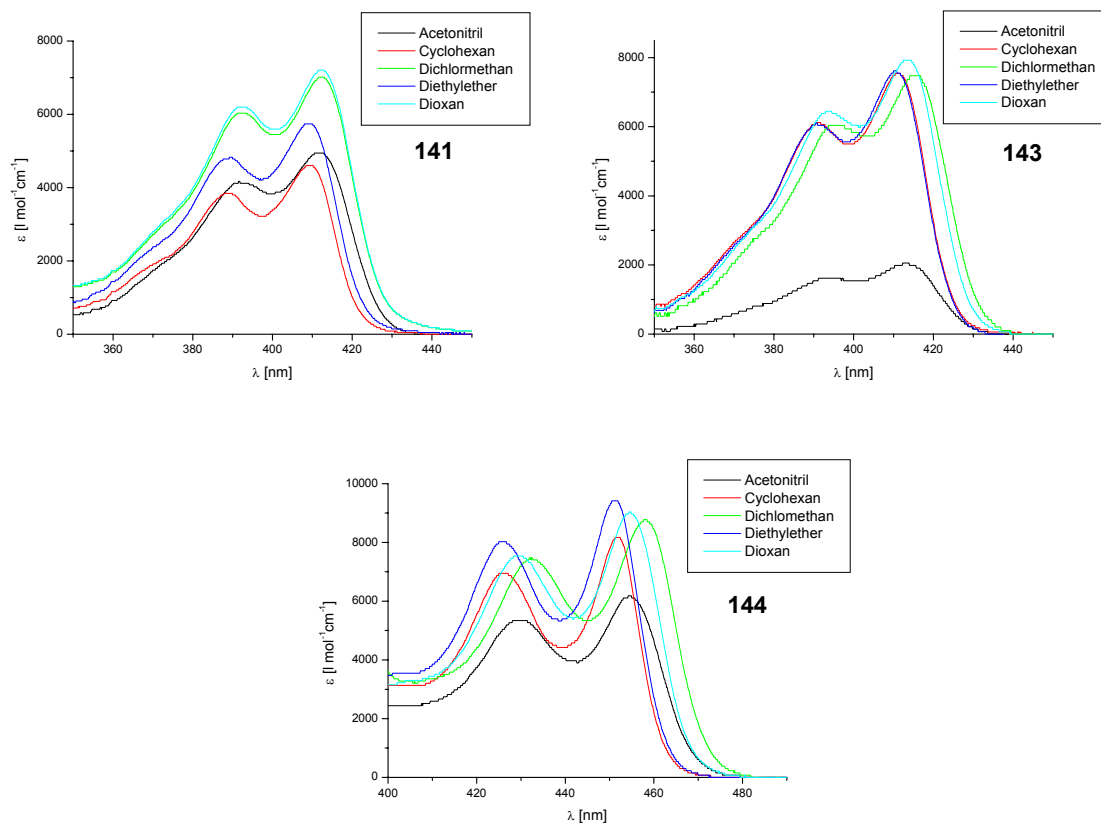 Acetonitril
Cyclohexan
Dichlormethan
Diethylether
Dioxan
141
8000
6000
4000
2000
0
ε [l mol⁻¹cm⁻¹]
360 380 400 420 440
λ [nm]
Acetonitril
Cyclohexan
Dichlormethan
Diethylether
Dioxan
143
8000
6000
4000
2000
0
ε [l mol⁻¹cm⁻¹]
360 380 400 420 440
λ [nm]
Acetonitril
Cyclohexan
Dichlomethan
Diethylether
Dioxan
144
10000
8000
6000
4000
2000
0
ε [l mol⁻¹cm⁻¹]
400 420 440 460 480
λ [nm]